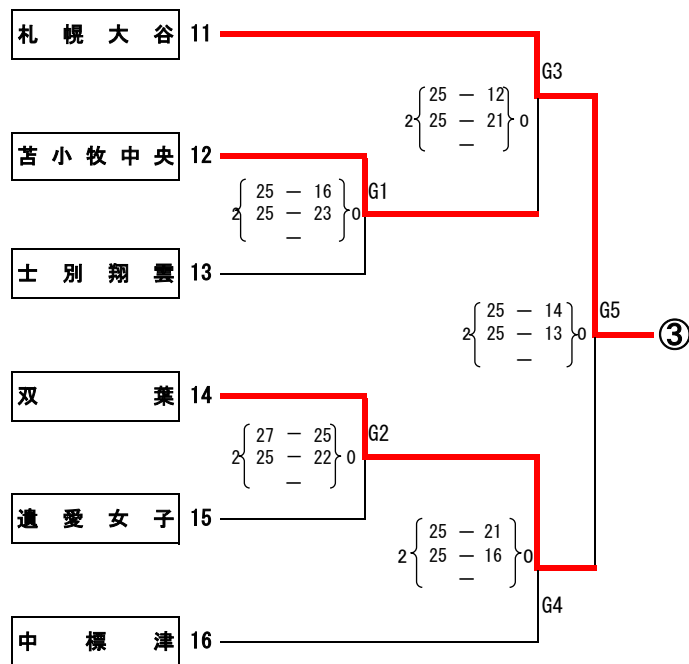 札幌大谷 11
G3
25 — 12
2 25 — 21 0
—
苫小牧中央 12
G1
25 — 16
2 25 — 23 0
—
士別翔雲 13
25 — 14
G5
2 25 — 13 0
③
—
双葉 14
27 — 25
G2
2 25 — 22 0
—
遺愛女子 15
25 — 21
2 25 — 16 0
—
G4
中標津 16